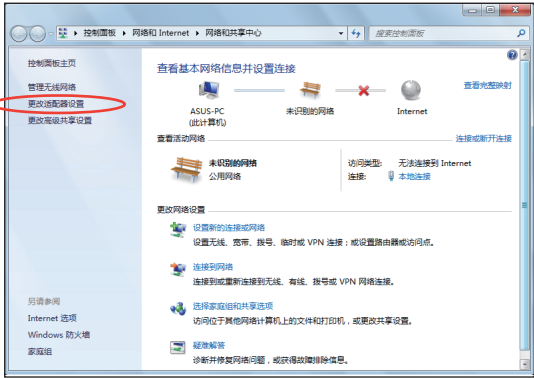 控制面板 ▸ 网络和 Internet ▸ 网络和共享中心
搜索控制面板
控制面板主页
管理无线网络
更改适配器设置
更改高级共享设置
查看基本网络信息并设置连接
查看完整映射
ASUS-PC
(此计算机)
未识别的网络
Internet
查看活动网络
连接或断开连接
未识别的网络
公用网络
访问类型: 无法连接到 Internet
连接: 本地连接
更改网络设置
设置新的连接或网络
设置无线、宽带、拨号、临时或 VPN 连接；或设置路由器或访问点。
连接到网络
连接到或重新连接到无线、有线、拨号或 VPN 网络连接。
选择家庭组和共享选项
访问位于其他网络计算机上的文件和打印机，或更改共享设置。
疑难解答
诊断并修复网络问题，或获得故障排除信息。
另请参阅
Internet 选项
Windows 防火墙
家庭组